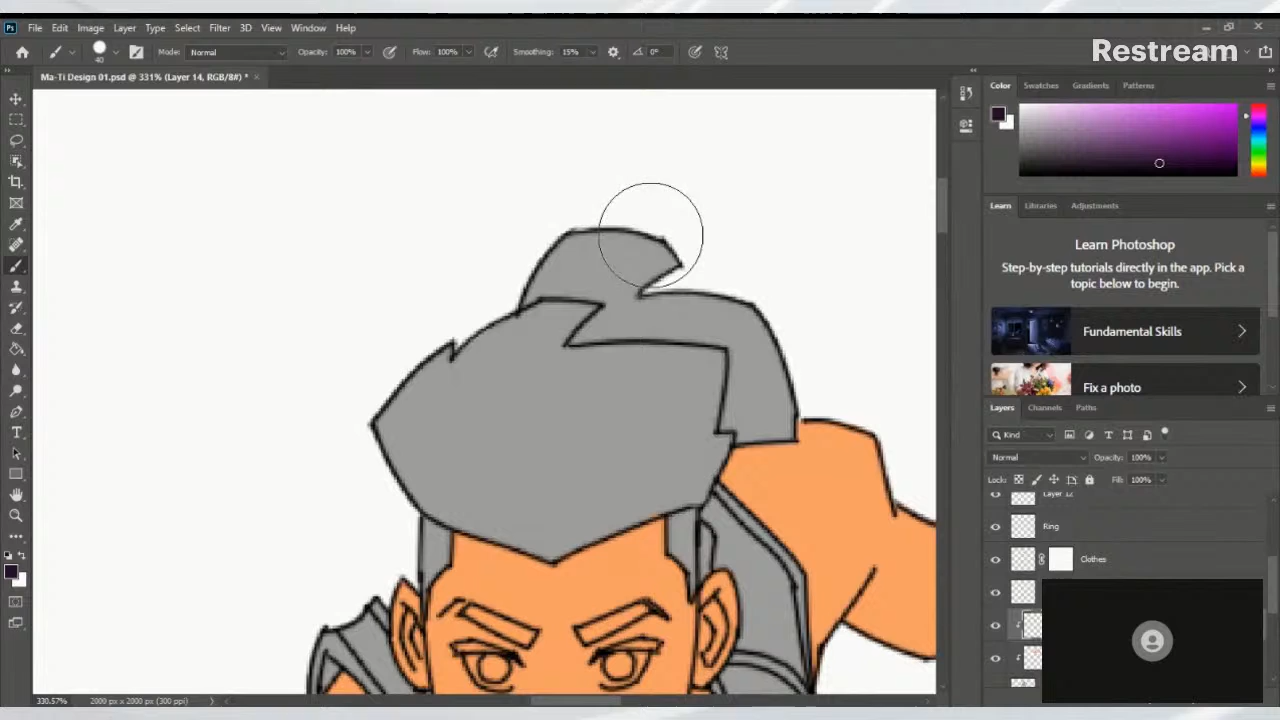 Ps File Edit Image Layer Type Select Filter 3D View Window Help
40 Mode: Normal Opacity: 100% Flow: 100% Smoothing: 15% 0°
Restream
Ma-Ti Design 01.psd @ 331% (Layer 14, RGB/8#) *
Color Swatches Gradients Patterns
Learn Libraries Adjustments
Learn Photoshop
Step-by-step tutorials directly in the app. Pick a
topic below to begin.
Fundamental Skills
Fix a photo
Layers Channels Paths
Kind
Normal Opacity: 100%
Lock: Fill: 100%
Layer 12
Ring
Clothes
330.57% 2000 px x 2000 px (300 ppi)